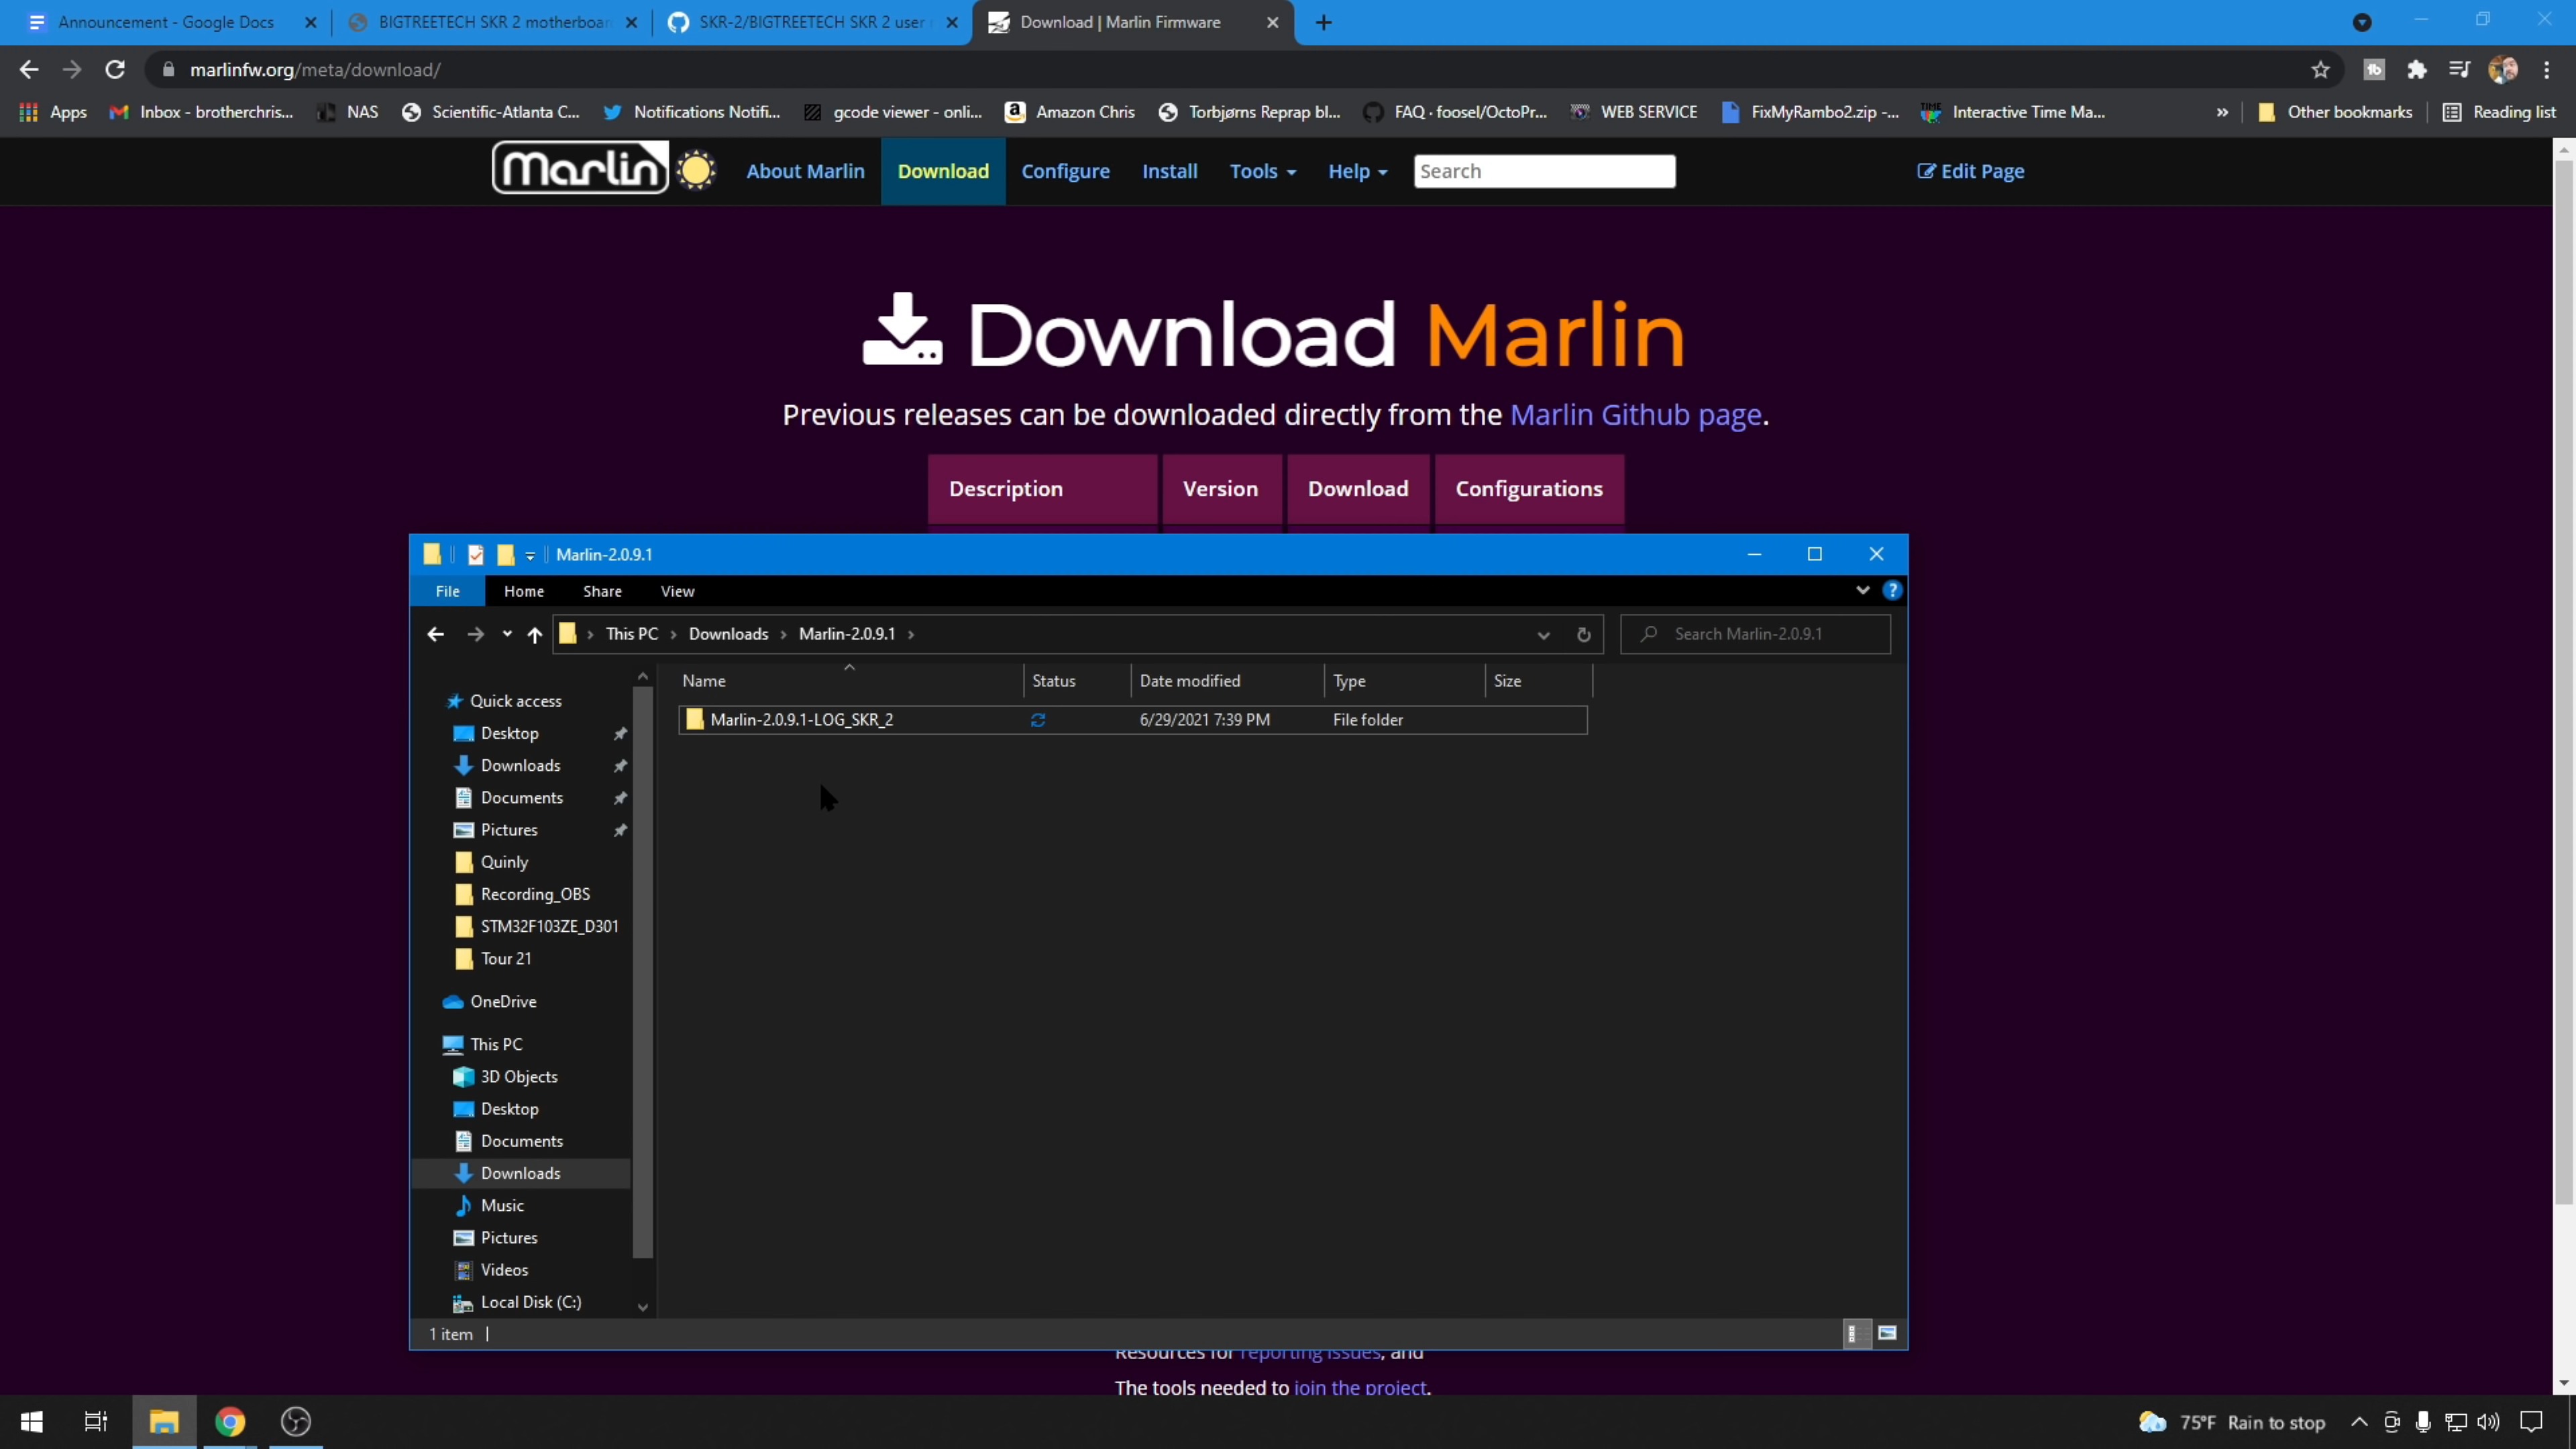 Announcement - Google Docs
BIGTREETECH SKR 2 motherboar
SKR-2/BIGTREETECH SKR 2 user
Download | Marlin Firmware
marlinfw.org/meta/download/
Apps
Inbox - brotherchris...
NAS
Scientific-Atlanta C...
Notifications Notifi...
gcode viewer - onli...
Amazon Chris
Torbjørns Reprap bl...
FAQ · foosel/OctoPr...
WEB SERVICE
FixMyRambo2.zip -...
Interactive Time Ma...
»
Other bookmarks
Reading list
Marlin
About Marlin
Download
Configure
Install
Tools
Help
Search
Edit Page
Download Marlin
Previous releases can be downloaded directly from the Marlin Github page.
Description Version Download Configurations
Marlin-2.0.9.1
File Home Share View
This PC > Downloads > Marlin-2.0.9.1 >
Search Marlin-2.0.9.1
Name Status Date modified Type Size
Marlin-2.0.9.1-LOG_SKR_2 6/29/2021 7:39 PM File folder
Quick access
Desktop
Downloads
Documents
Pictures
Quinly
Recording_OBS
STM32F103ZE_D301
Tour 21
OneDrive
This PC
3D Objects
Desktop
Documents
Downloads
Music
Pictures
Videos
Local Disk (C:)
1 item
Resources for reporting issues, and
The tools needed to join the project.
75°F Rain to stop